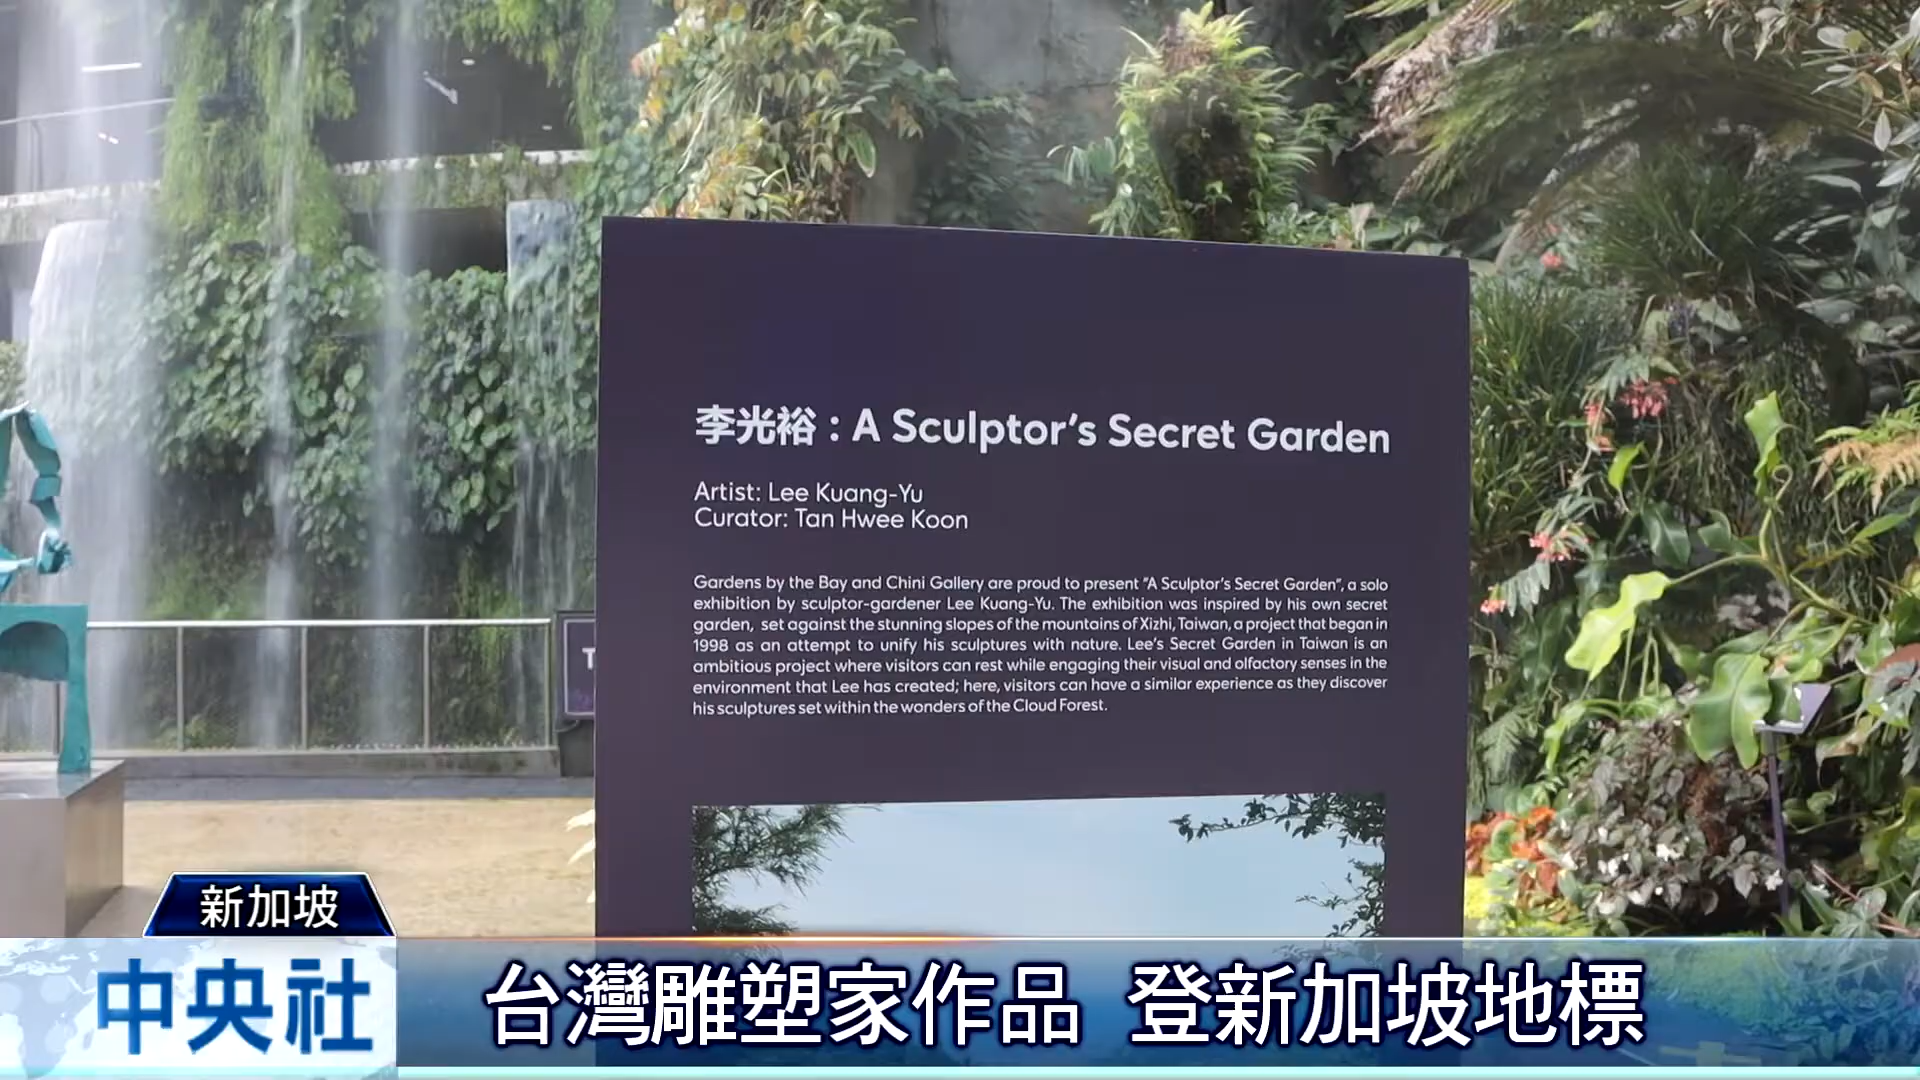 李光裕 : A Sculptor's Secret Garden
Artist: Lee Kuang-Yu
Curator: Tan Hwee Koon
Gardens by the Bay and Chini Gallery are proud to present "A Sculptor's Secret Garden", a solo
exhibition by sculptor-gardener Lee Kuang-Yu. The exhibition was inspired by his own secret
garden, set against the stunning slopes of the mountains of Xizhi, Taiwan, a project that began in
1998 as an attempt to unify his sculptures with nature. Lee's Secret Garden in Taiwan is an
ambitious project where visitors can rest while engaging their visual and olfactory senses in the
environment that Lee has created; here, visitors can have a similar experience as they discover
his sculptures set within the wonders of the Cloud Forest.
新加坡
中央社
台灣雕塑家作品 登新加坡地標